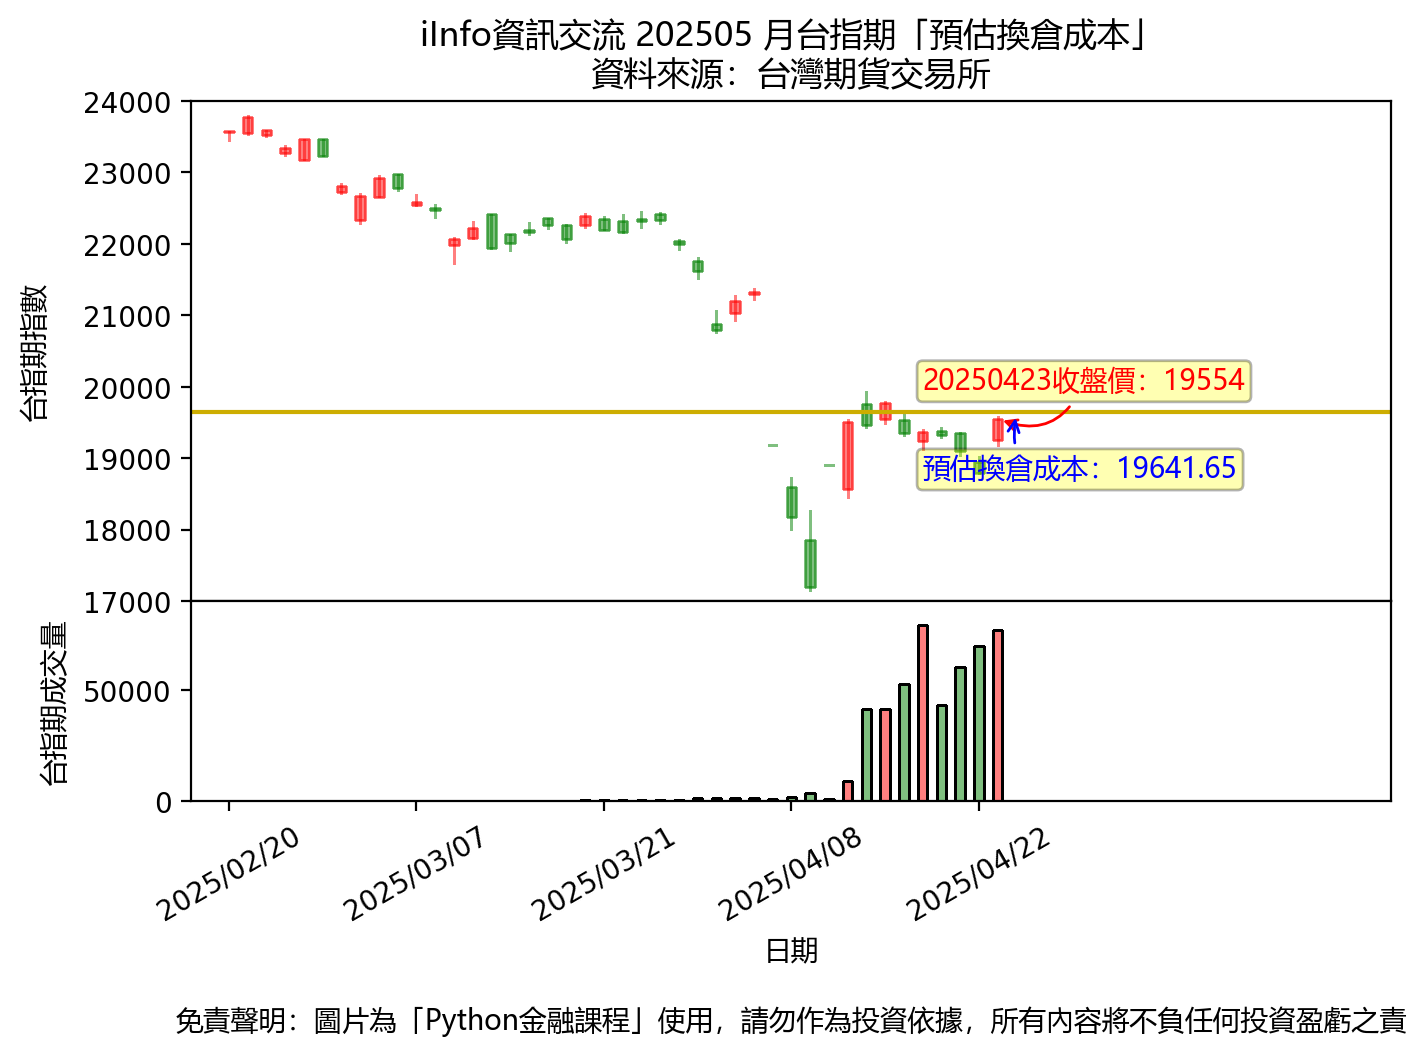 iInfo資訊交流 202505 月台指期「預估換倉成本」
資料來源：台灣期貨交易所
台指期指數
24000
23000
22000
21000
20000
19000
18000
17000
20250423收盤價：19554
預估換倉成本：19641.65
台指期成交量
50000
0
2025/02/20
2025/03/07
2025/03/21
2025/04/08
2025/04/22
日期
免責聲明：圖片為「Python金融課程」使用，請勿作為投資依據，所有內容將不負任何投資盈虧之責